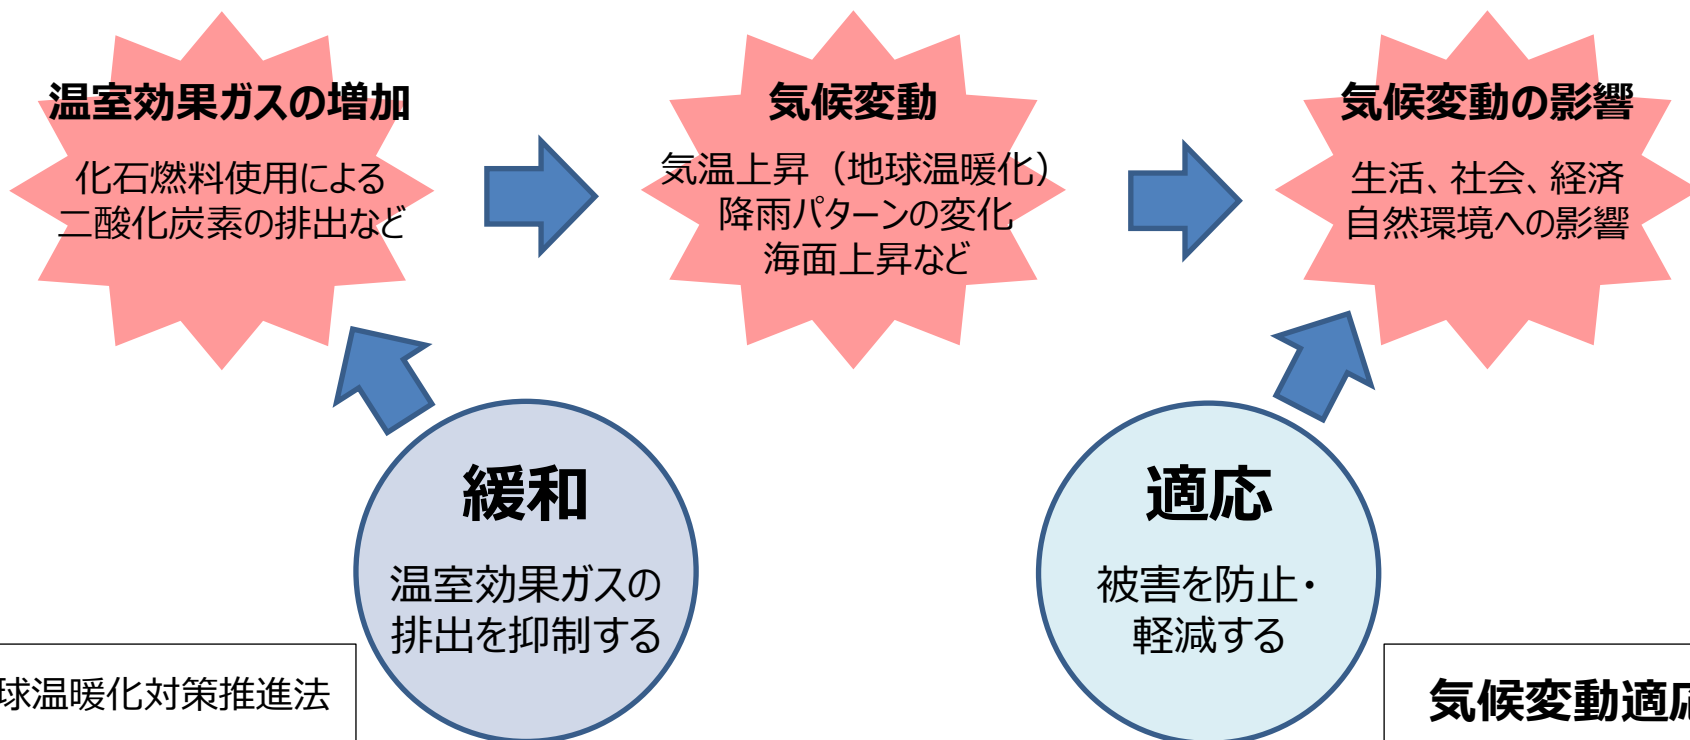 温室効果ガスの増加
化石燃料使用による
二酸化炭素の排出など
気候変動
気温上昇（地球温暖化）
降雨パターンの変化
海面上昇など
気候変動の影響
生活、社会、経済
自然環境への影響
緩和
温室効果ガスの
排出を抑制する
適応
被害を防止・
軽減する
球温暖化対策推進法
気候変動適応